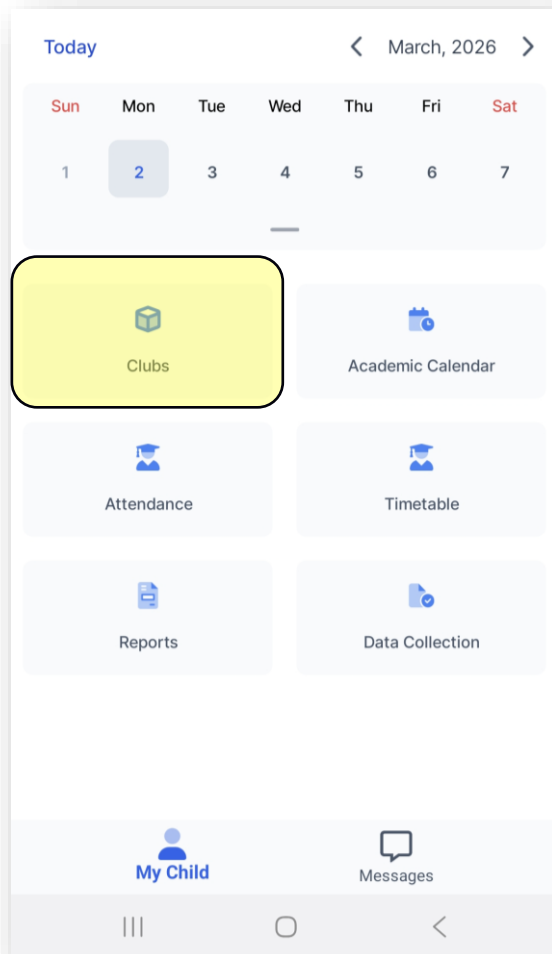 Today March, 2026
Sun Mon Tue Wed Thu Fri Sat
1 2 3 4 5 6 7
Clubs Academic Calendar
Attendance Timetable
Reports Data Collection
My Child Messages